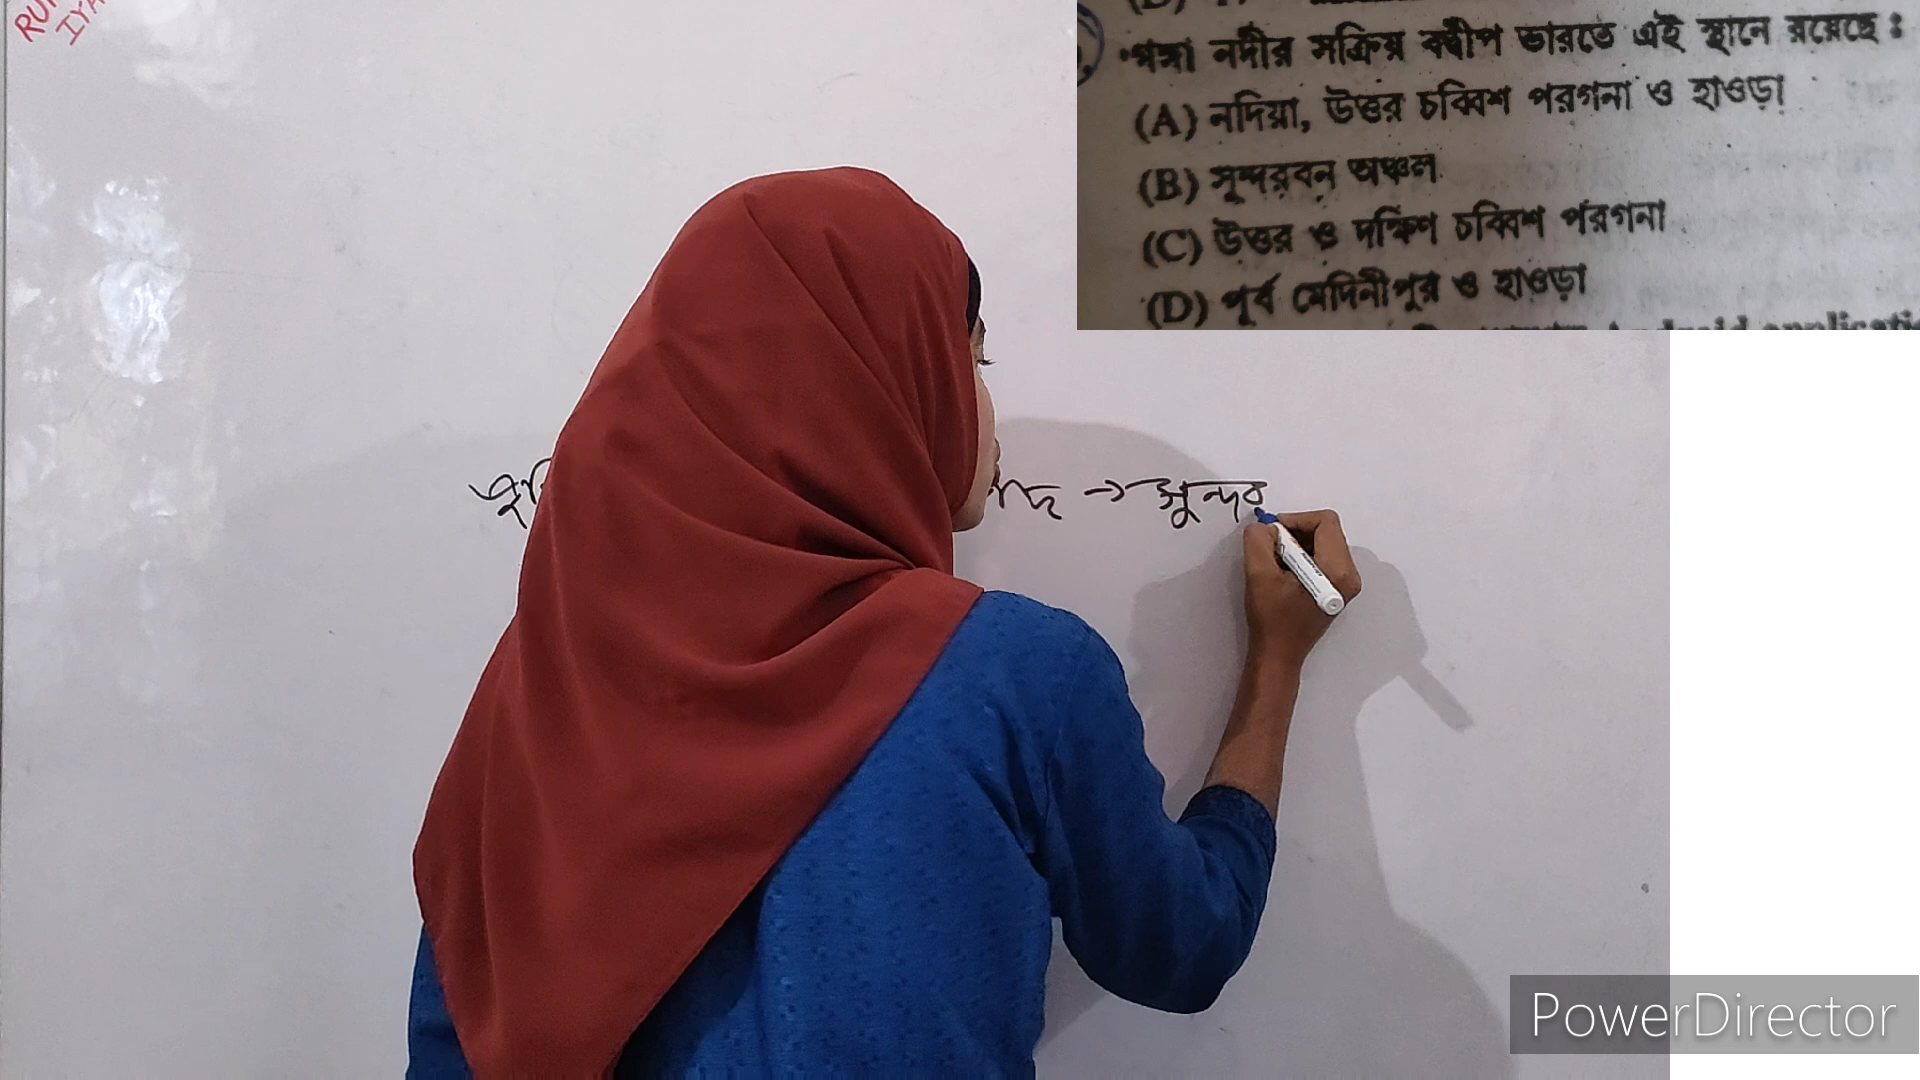 গঙ্গা নদীর সক্রিয় বদ্বীপ ভারতে এই স্থানে রয়েছে :
(A) নদিয়া, উত্তর চব্বিশ পরগনা ও হাওড়া
(B) সুন্দরবন অঞ্চল
(C) উত্তর ও দক্ষিণ চব্বিশ পরগনা
(D) পূর্ব মেদিনীপুর ও হাওড়া
→ সুন্দর
PowerDirector